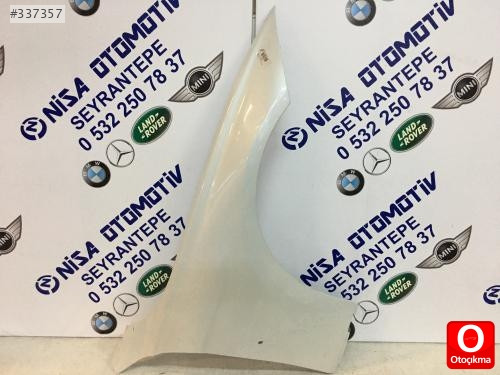 #337357
NİSA OTOMOTİV
SEYRANTEPE
0 532 250 78 37
NİSA OTOMOTİV
SEYRANTEPE
0 532 250 78 37
MINI
LAND ROVER
LAND ROVER
NİSA OTOMOTİV
SEYRANTEPE
0 532 250 78 37
NİSA OTOMOTİV
SEYRANTEPE
0 532 250 78 37
MINI
LAND ROVER
LAND ROVER
O
Otoçıkma